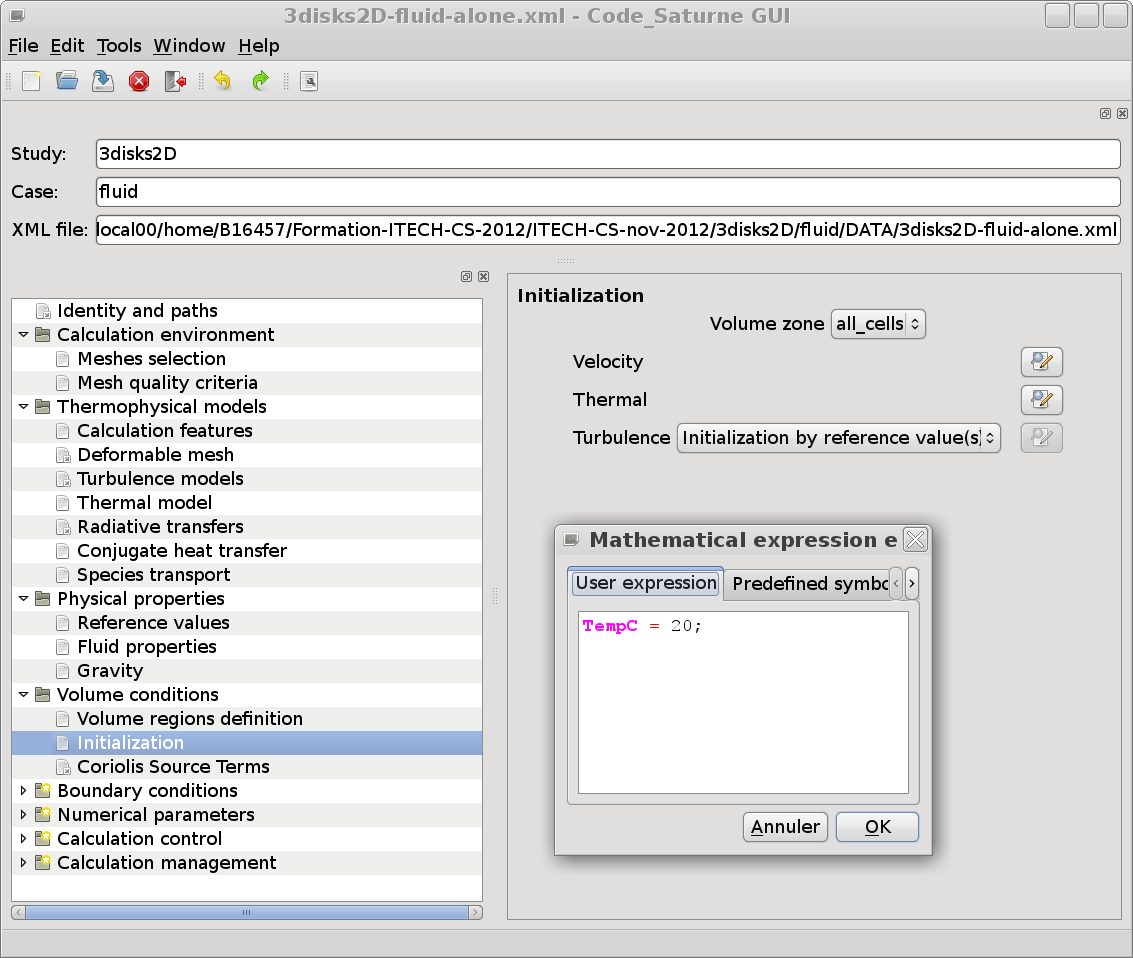 3disks2D-fluid-alone.xml - Code_Saturne GUI
File Edit Tools Window Help
Study: 3disks2D
Case: fluid
XML file: local00/home/B16457/Formation-ITECH-CS-2012/ITECH-CS-nov-2012/3disks2D/fluid/DATA/3disks2D-fluid-alone.xml
Identity and paths
Calculation environment
Meshes selection
Mesh quality criteria
Thermophysical models
Calculation features
Deformable mesh
Turbulence models
Thermal model
Radiative transfers
Conjugate heat transfer
Species transport
Physical properties
Reference values
Fluid properties
Gravity
Volume conditions
Volume regions definition
Initialization
Coriolis Source Terms
Boundary conditions
Numerical parameters
Calculation control
Calculation management
Initialization
Volume zone all_cells
Velocity
Thermal
Turbulence Initialization by reference value(s)
Mathematical expression e
User expression Predefined symbo
TempC = 20;
Annuler OK